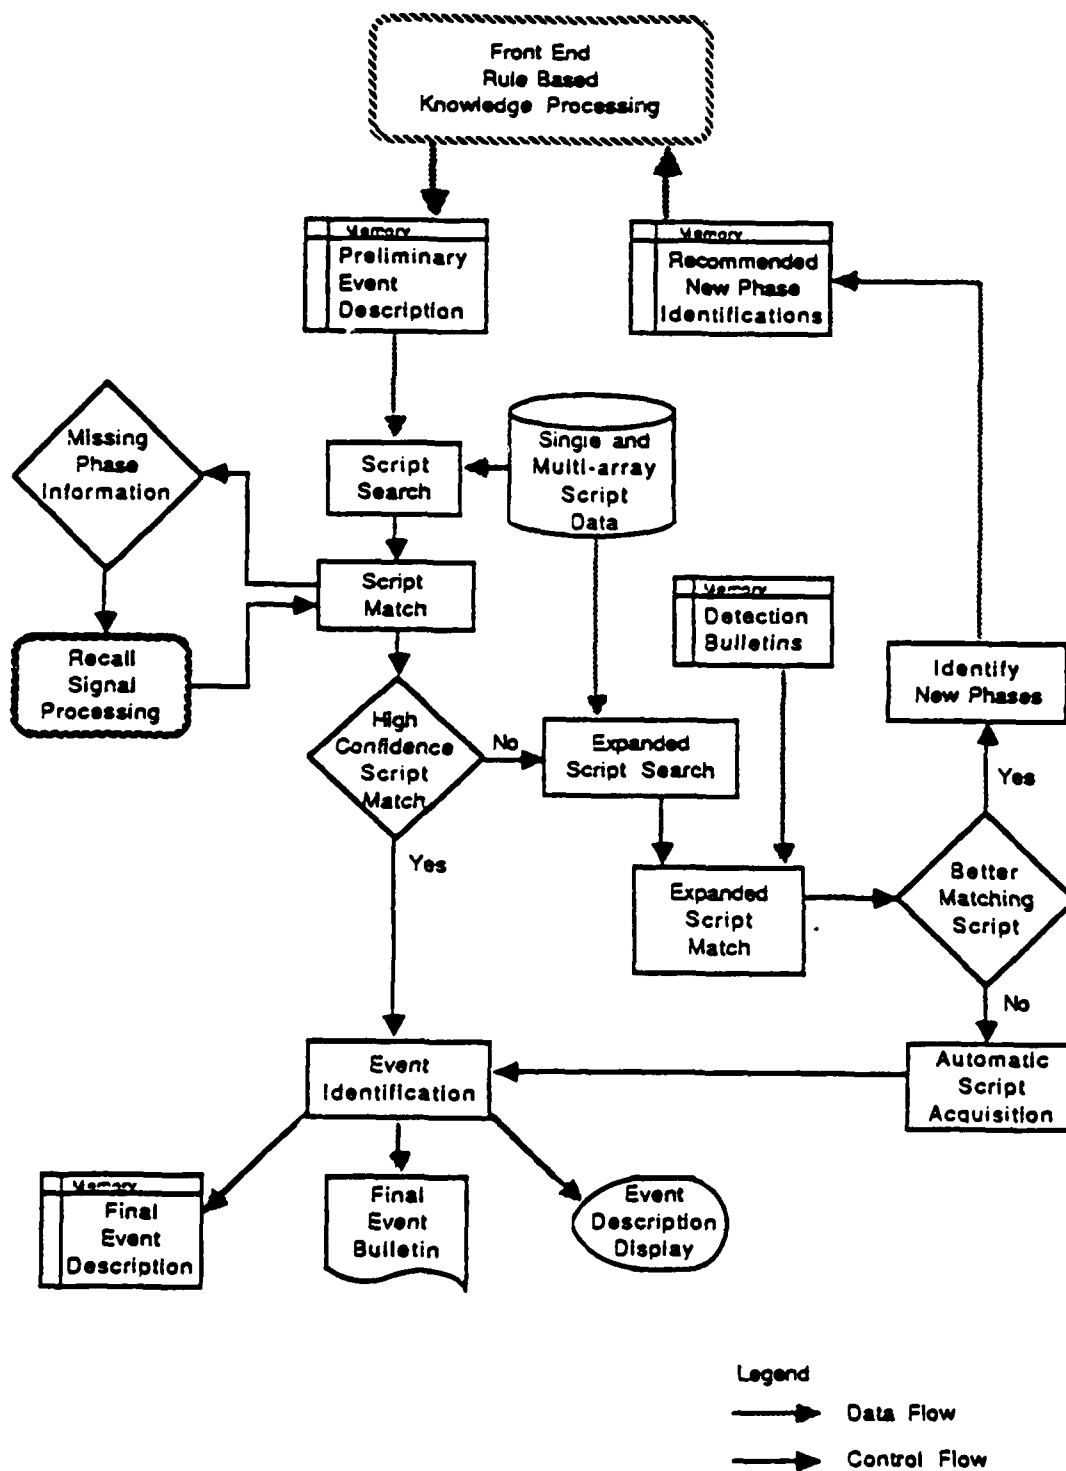 Front End
Rule Based
Knowledge Processing
Memory
Preliminary
Event
Description
Memory
Recommended
New Phase
Identifications
Missing
Phase
Information
Script
Search
Single and
Multi-array
Script
Data
Script
Match
Memory
Detection
Bulletins
Recall
Signal
Processing
Identify
New Phases
High
Confidence
Script
Match
No
Expanded
Script Search
Yes
Yes
Expanded
Script
Match
Better
Matching
Script
No
Event
Identification
Automatic
Script
Acquisition
Memory
Final
Event
Description
Final
Event
Bulletin
Event
Description
Display
Legend
Data Flow
Control Flow